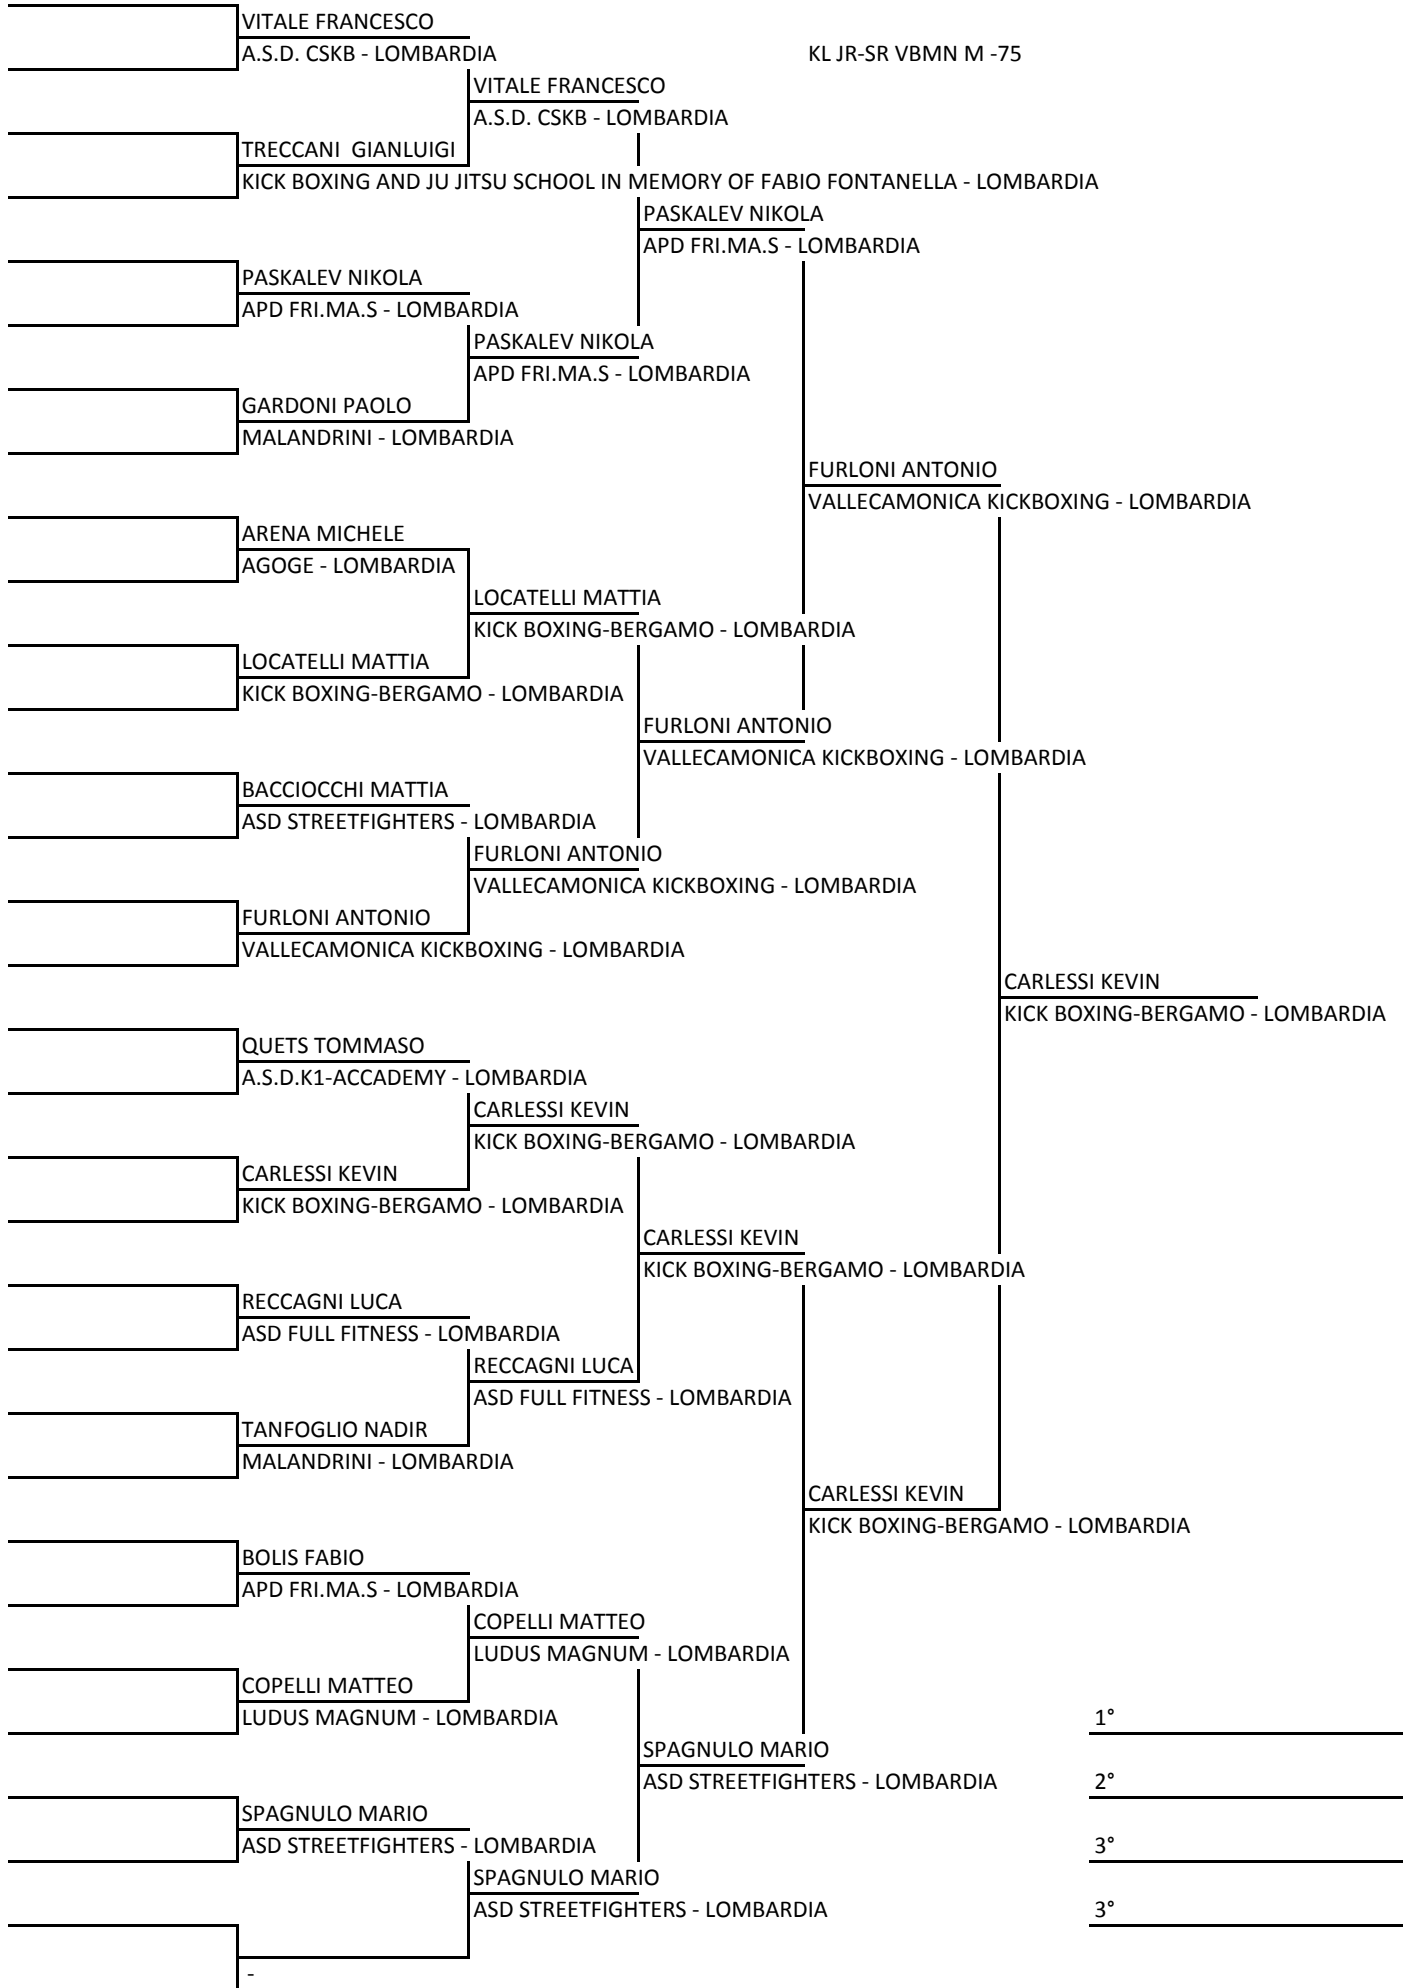 VITALE FRANCESCO
A.S.D. CSKB - LOMBARDIA
KL JR-SR VBMN M -75
VITALE FRANCESCO
A.S.D. CSKB - LOMBARDIA
TRECCANI  GIANLUIGI
KICK BOXING AND JU JITSU SCHOOL IN MEMORY OF FABIO FONTANELLA - LOMBARDIA
PASKALEV NIKOLA
APD FRI.MA.S - LOMBARDIA
PASKALEV NIKOLA
APD FRI.MA.S - LOMBARDIA
PASKALEV NIKOLA
APD FRI.MA.S - LOMBARDIA
GARDONI PAOLO
MALANDRINI - LOMBARDIA
FURLONI ANTONIO
VALLECAMONICA KICKBOXING - LOMBARDIA
ARENA MICHELE
AGOGE - LOMBARDIA
LOCATELLI MATTIA
KICK BOXING-BERGAMO - LOMBARDIA
LOCATELLI MATTIA
KICK BOXING-BERGAMO - LOMBARDIA
FURLONI ANTONIO
VALLECAMONICA KICKBOXING - LOMBARDIA
BACCIOCCHI MATTIA
ASD STREETFIGHTERS - LOMBARDIA
FURLONI ANTONIO
VALLECAMONICA KICKBOXING - LOMBARDIA
FURLONI ANTONIO
VALLECAMONICA KICKBOXING - LOMBARDIA
CARLESSI KEVIN
KICK BOXING-BERGAMO - LOMBARDIA
QUETS TOMMASO
A.S.D.K1-ACCADEMY - LOMBARDIA
CARLESSI KEVIN
KICK BOXING-BERGAMO - LOMBARDIA
CARLESSI KEVIN
KICK BOXING-BERGAMO - LOMBARDIA
CARLESSI KEVIN
KICK BOXING-BERGAMO - LOMBARDIA
RECCAGNI LUCA
ASD FULL FITNESS - LOMBARDIA
RECCAGNI LUCA
ASD FULL FITNESS - LOMBARDIA
TANFOGLIO NADIR
MALANDRINI - LOMBARDIA
CARLESSI KEVIN
KICK BOXING-BERGAMO - LOMBARDIA
BOLIS FABIO
APD FRI.MA.S - LOMBARDIA
COPELLI MATTEO
LUDUS MAGNUM - LOMBARDIA
COPELLI MATTEO
LUDUS MAGNUM - LOMBARDIA
1°
SPAGNULO MARIO
ASD STREETFIGHTERS - LOMBARDIA
2°
SPAGNULO MARIO
ASD STREETFIGHTERS - LOMBARDIA
3°
SPAGNULO MARIO
ASD STREETFIGHTERS - LOMBARDIA
3°
-